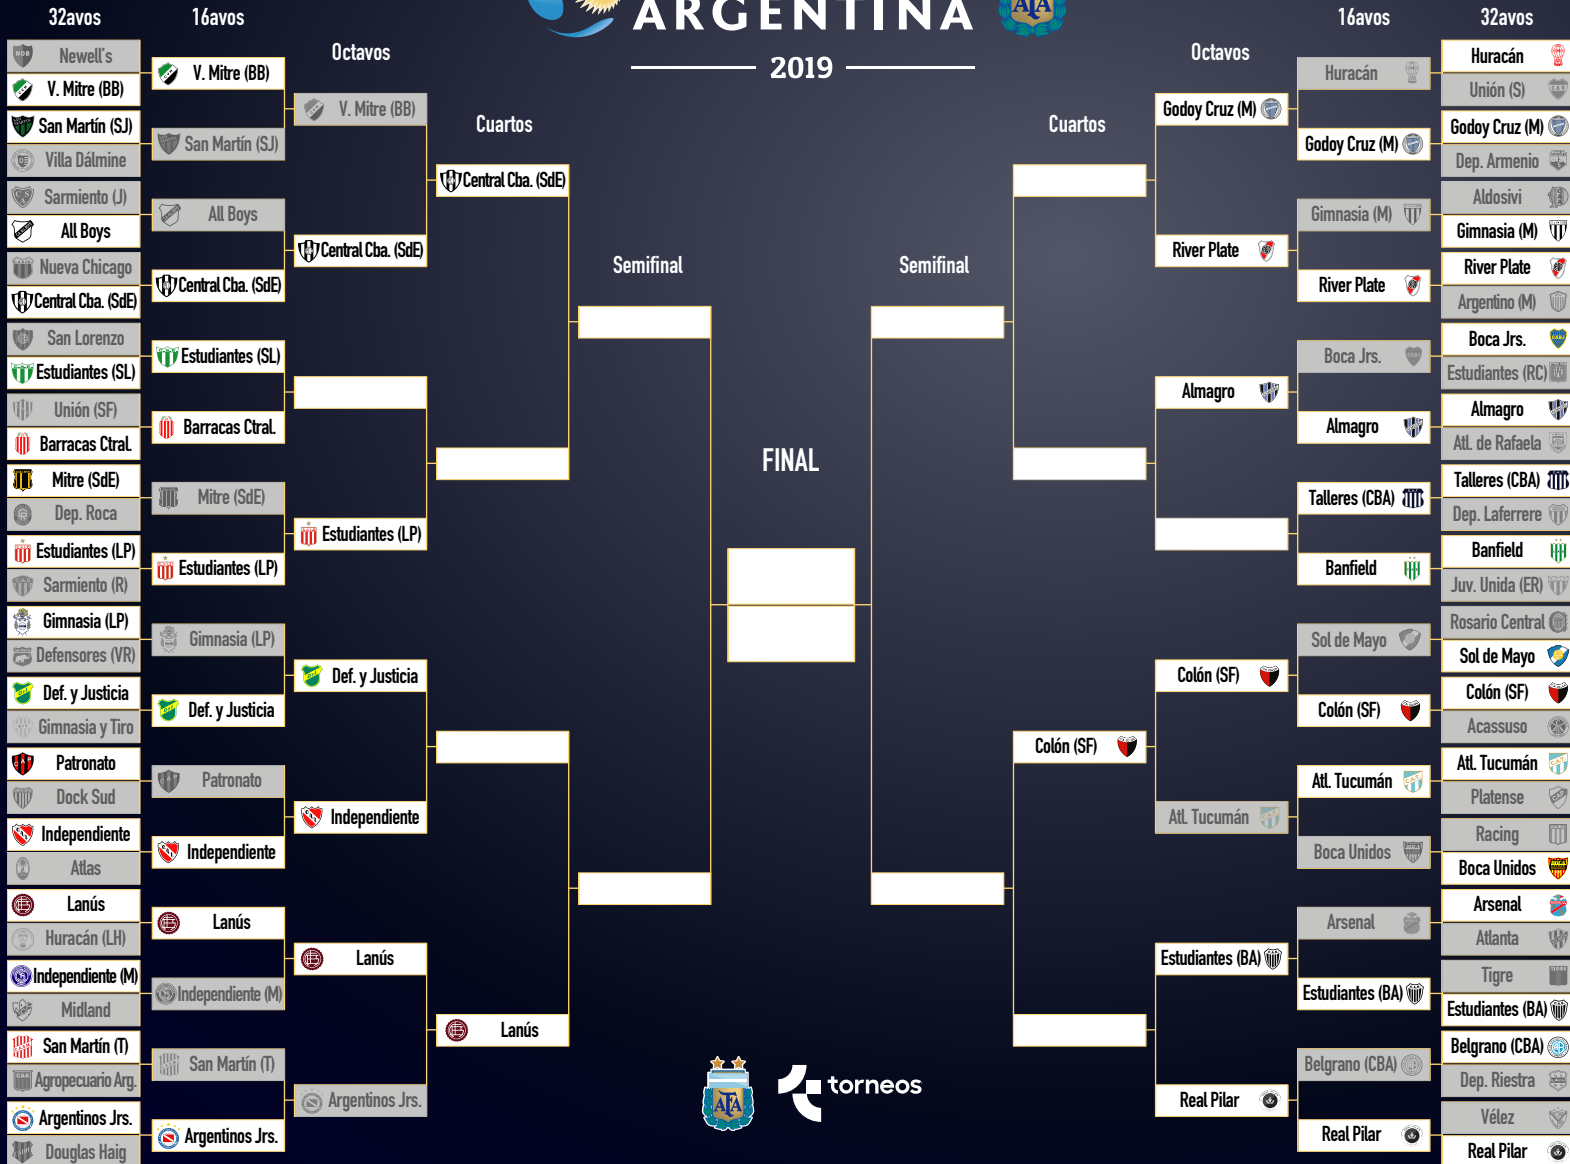 ARGENTINA
AFA
2019
32avos
16avos
Octavos
Cuartos
Semifinal
FINAL
Semifinal
Cuartos
Octavos
16avos
32avos
Newell's
V. Mitre (BB)
San Martín (SJ)
Villa Dálmine
Sarmiento (J)
All Boys
Nueva Chicago
Central Cba. (SdE)
San Lorenzo
Estudiantes (SL)
Unión (SF)
Barracas Ctral.
Mitre (SdE)
Dep. Roca
Estudiantes (LP)
Sarmiento (R)
Gimnasia (LP)
Defensores (VR)
Def. y Justicia
Gimnasia y Tiro
Patronato
Dock Sud
Independiente
Atlas
Lanús
Huracán (LH)
Independiente (M)
Midland
San Martín (T)
Agropecuario Arg.
Argentinos Jrs.
Douglas Haig
V. Mitre (BB)
San Martín (SJ)
All Boys
Central Cba. (SdE)
Estudiantes (SL)
Barracas Ctral.
Mitre (SdE)
Estudiantes (LP)
Gimnasia (LP)
Def. y Justicia
Patronato
Independiente
Lanús
Independiente (M)
San Martín (T)
Argentinos Jrs.
V. Mitre (BB)
Central Cba. (SdE)
Estudiantes (LP)
Def. y Justicia
Independiente
Lanús
Argentinos Jrs.
Central Cba. (SdE)
Lanús
AFA
torneos
Colón (SF)
Godoy Cruz (M)
River Plate
Almagro
Colón (SF)
Atl. Tucumán
Estudiantes (BA)
Real Pilar
Huracán
Godoy Cruz (M)
Gimnasia (M)
River Plate
Boca Jrs.
Almagro
Talleres (CBA)
Banfield
Sol de Mayo
Colón (SF)
Atl. Tucumán
Boca Unidos
Arsenal
Estudiantes (BA)
Belgrano (CBA)
Real Pilar
Huracán
Unión (S)
Godoy Cruz (M)
Dep. Armenio
Aldosivi
Gimnasia (M)
River Plate
Argentino (M)
Boca Jrs.
Estudiantes (RC)
Almagro
Atl. de Rafaela
Talleres (CBA)
Dep. Laferrere
Banfield
Juv. Unida (ER)
Rosario Central
Sol de Mayo
Colón (SF)
Acassuso
Atl. Tucumán
Platense
Racing
Boca Unidos
Arsenal
Atlanta
Tigre
Estudiantes (BA)
Belgrano (CBA)
Dep. Riestra
Vélez
Real Pilar